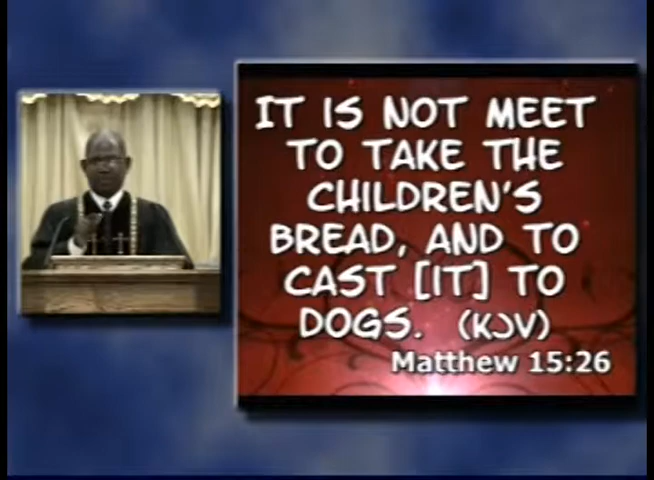 IT IS NOT MEET
TO TAKE THE
CHILDREN'S
BREAD, AND TO
CAST [IT] TO
DOGS. (KJV)
Matthew 15:26